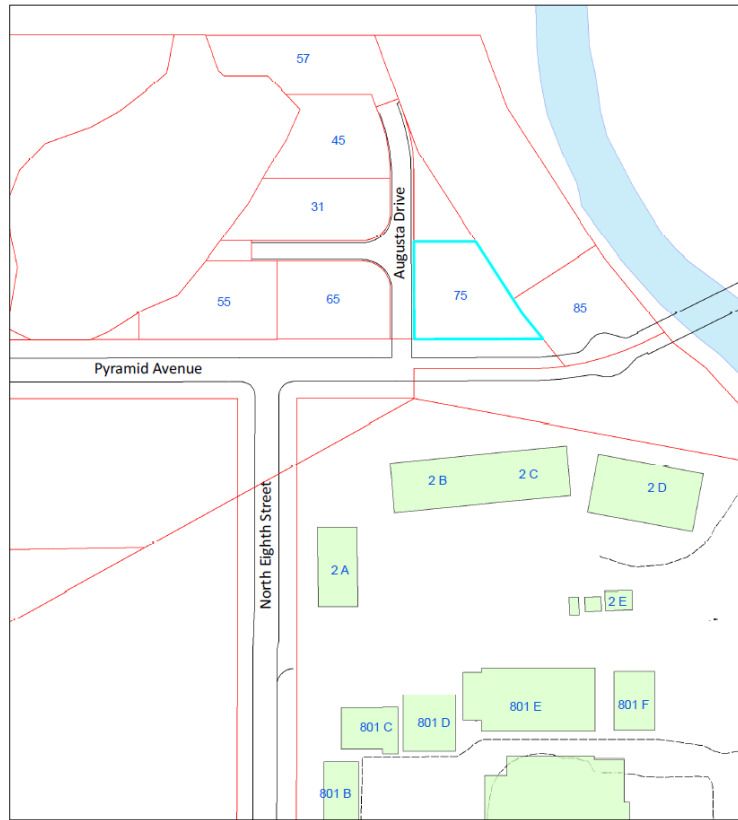 57
45
31
Augusta Drive
55
65
75
85
Pyramid Avenue
2 B
2 C
2 D
North Eighth Street
2 A
2 E
801 C
801 D
801 E
801 F
801 B